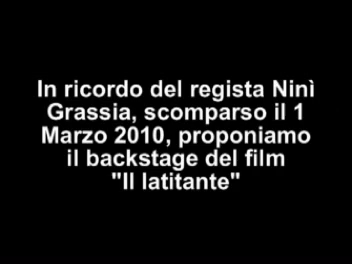 In ricordo del regista Ninì
Grassia, scomparso il 1
Marzo 2010, proponiamo
il backstage del film
"Il latitante"